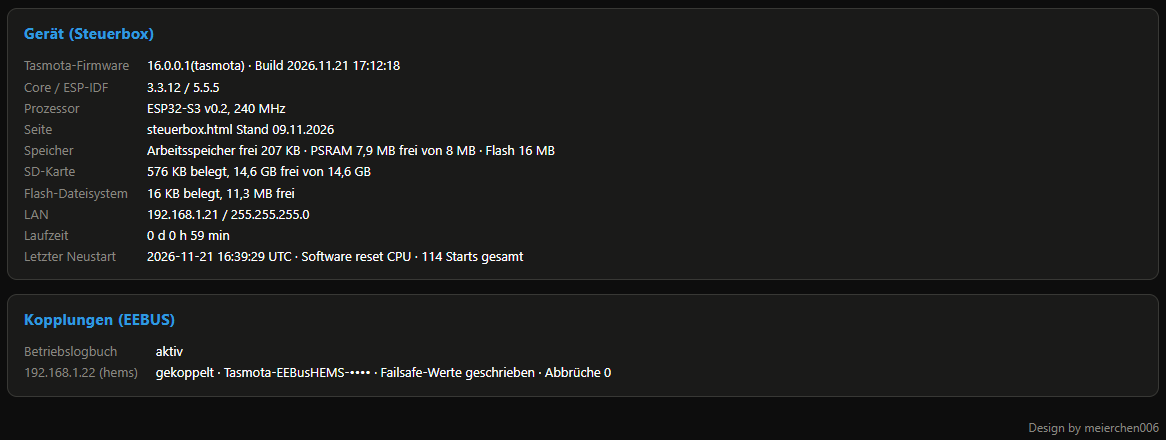 Gerät (Steuerbox)
Tasmota-Firmware 16.0.0.1(tasmota) · Build 2026.11.21 17:12:18
Core / ESP-IDF 3.3.12 / 5.5.5
Prozessor ESP32-S3 v0.2, 240 MHz
Seite steuerbox.html Stand 09.11.2026
Speicher Arbeitsspeicher frei 207 KB · PSRAM 7,9 MB frei von 8 MB · Flash 16 MB
SD-Karte 576 KB belegt, 14,6 GB frei von 14,6 GB
Flash-Dateisystem 16 KB belegt, 11,3 MB frei
LAN 192.168.1.21 / 255.255.255.0
Laufzeit 0 d 0 h 59 min
Letzter Neustart 2026-11-21 16:39:29 UTC · Software reset CPU · 114 Starts gesamt
Kopplungen (EEBUS)
Betriebslogbuch aktiv
192.168.1.22 (hems) gekoppelt · Tasmota-EEBusHEMS-•••• · Failsafe-Werte geschrieben · Abbrüche 0
Design by meierchen006